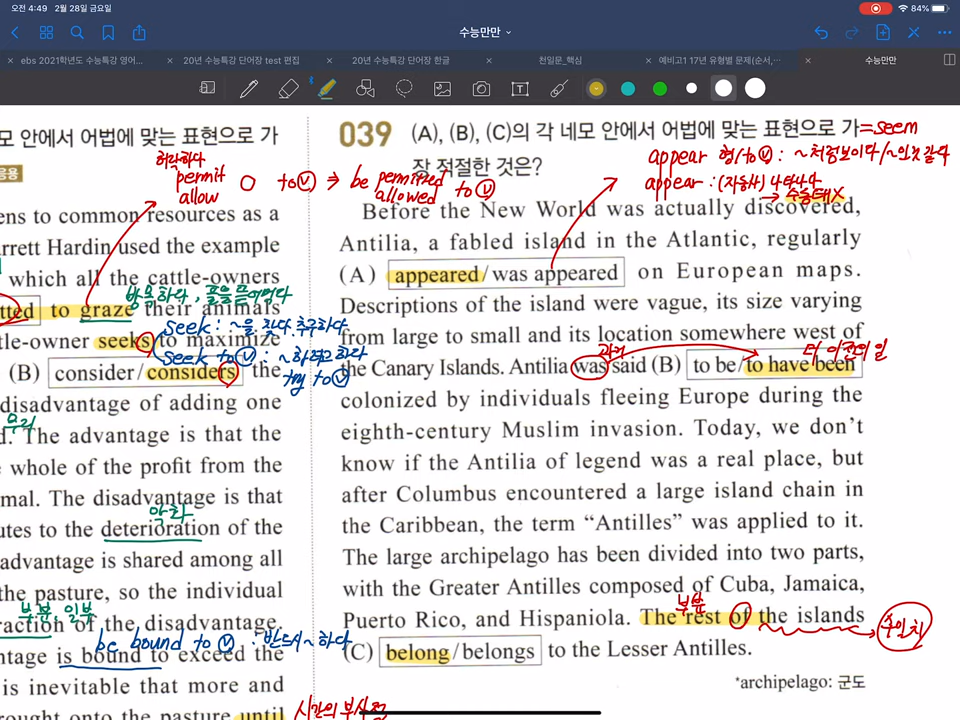 오후 4:49 2월 28일 금요일
84%
수능만만
ebs 2021학년도 수능특강 영어...
20년 수능특강 단어장 test 편집
20년 수능특강 단어장 한글
천일문_핵심
예비고1 17년 유형별 문제(순서,...
수능만만
모 안에서 어법에 맞는 표현으로 가
응용
허락하다
permit
allow
O to V ⇒ be permitted
allowed to V
ens to common resources as a
rrett Hardin used the example
which all the cattle-owners
방목하다, 풀을 뜯어먹다
tted to graze their animals
seek : ~을 찾다, 추구하다
tle-owner seeks to maximize
seek to V : ~하려고 하다
try to V
(B) consider / considers the
disadvantage of adding one
d. The advantage is that the
whole of the profit from the
mal. The disadvantage is that
악화
utes to the deterioration of the
advantage is shared among all
the pasture, so the individual
부분, 일부
raction of the disadvantage.
be bound to V : 반드시 ~하다
ntage is bound to exceed the
is inevitable that more and
rought onto the pasture until
시간의 부사절
039 (A), (B), (C)의 각 네모 안에서 어법에 맞는 표현으로 가
잘 적절한 것은?
= seem
appear 형/to V : ~처럼보이다/~인것 같다
appear : (자동사) 나타나다
→ 수동태 X
Before the New World was actually discovered,
Antilia, a fabled island in the Atlantic, regularly
(A) appeared / was appeared on European maps.
Descriptions of the island were vague, its size varying
from large to small and its location somewhere west of
과거
더 이전의 일
the Canary Islands. Antilia was said (B) to be / to have been
colonized by individuals fleeing Europe during the
eighth-century Muslim invasion. Today, we don't
know if the Antilia of legend was a real place, but
after Columbus encountered a large island chain in
the Caribbean, the term “Antilles” was applied to it.
The large archipelago has been divided into two parts,
with the Greater Antilles composed of Cuba, Jamaica,
부분
Puerto Rico, and Hispaniola. The rest of the islands
수일치
(C) belong / belongs to the Lesser Antilles.
*archipelago: 군도